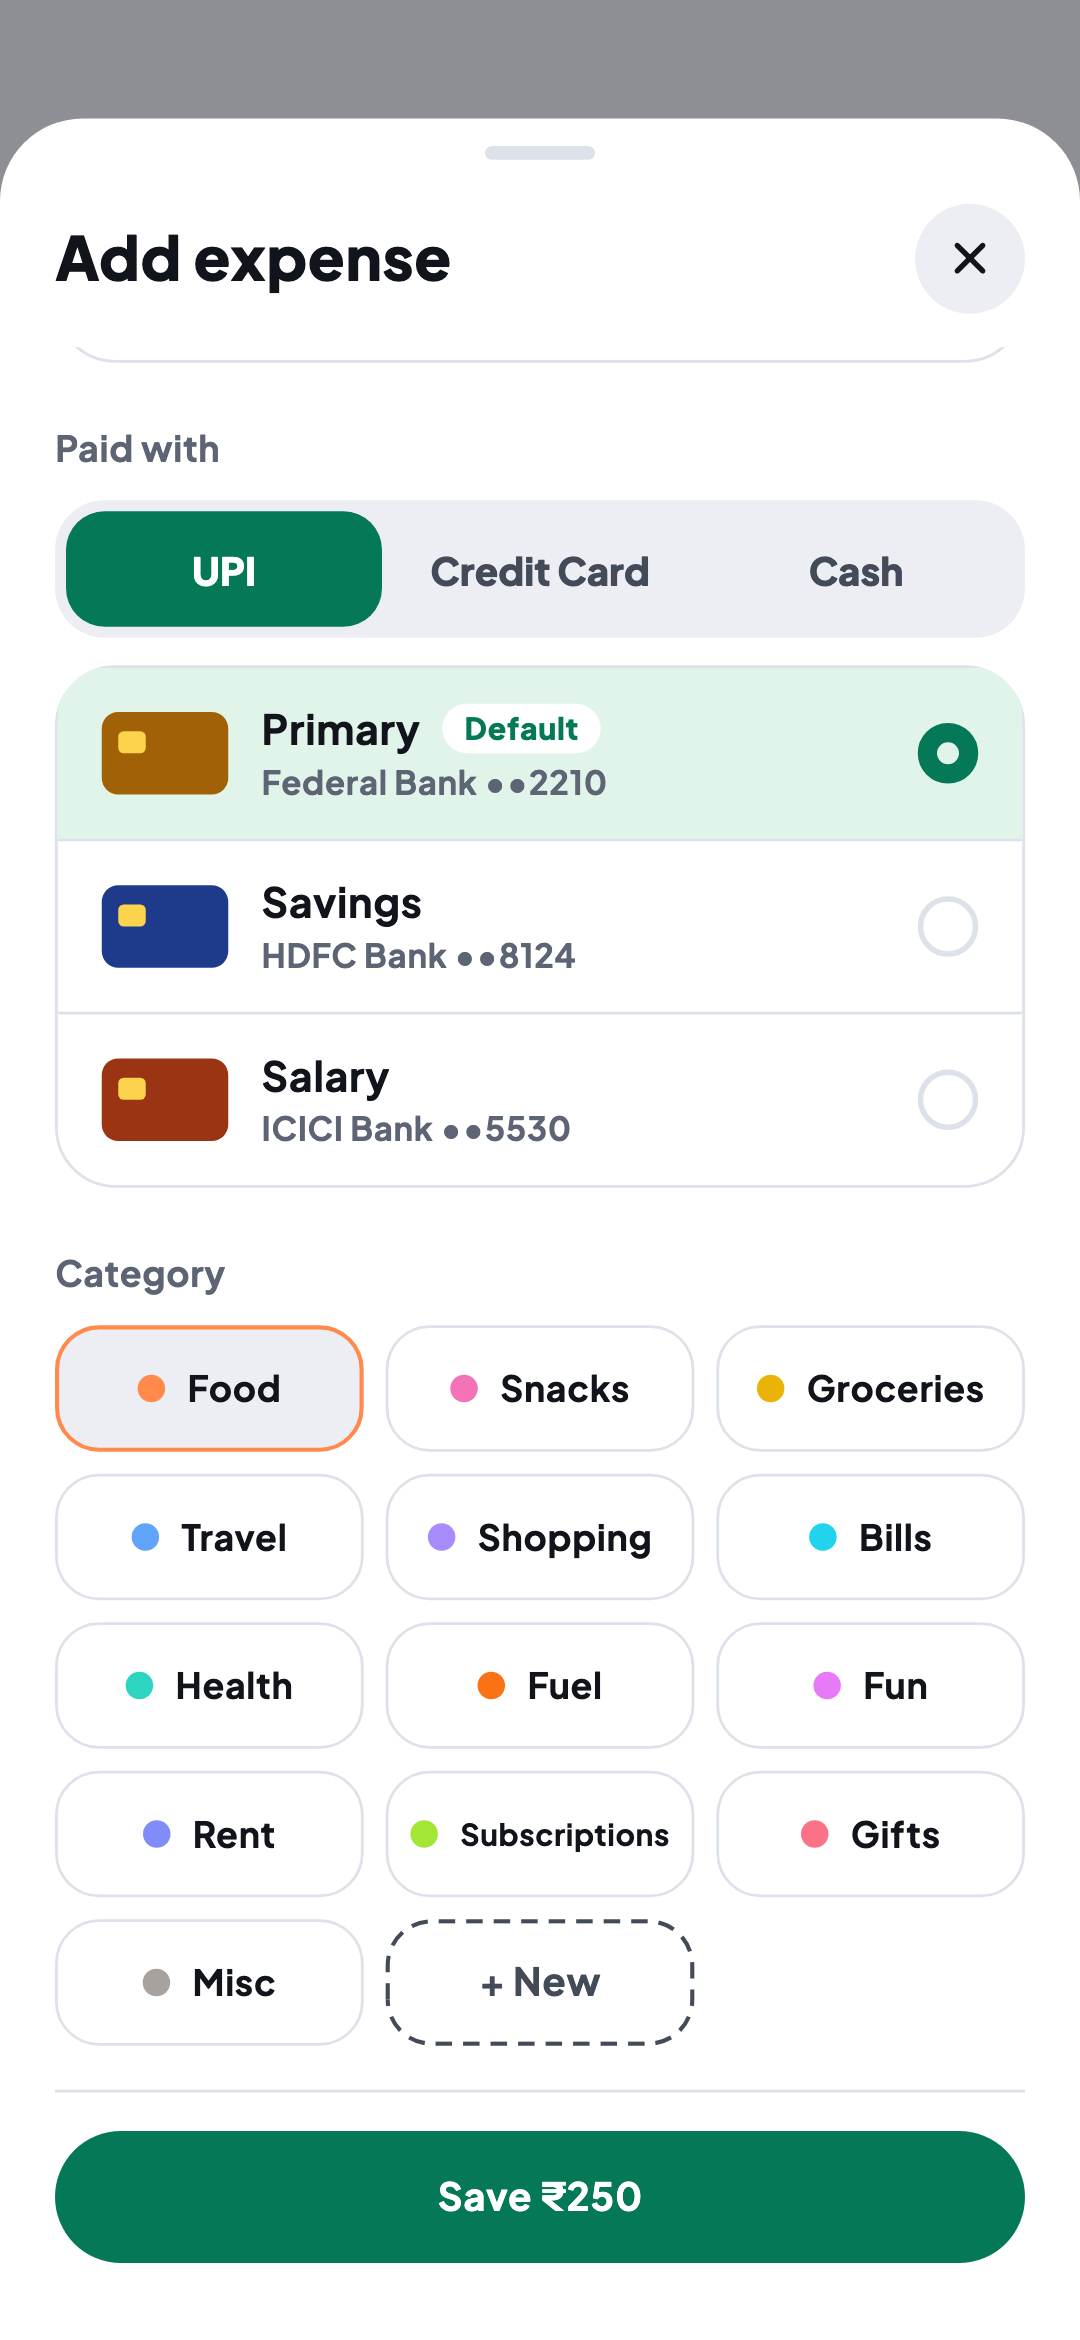 Add expense
Paid with
UPI Credit Card Cash
Primary Default
Federal Bank ••2210
Savings
HDFC Bank ••8124
Salary
ICICI Bank ••5530
Category
Food Snacks Groceries
Travel Shopping Bills
Health Fuel Fun
Rent Subscriptions Gifts
Misc + New
Save ₹250